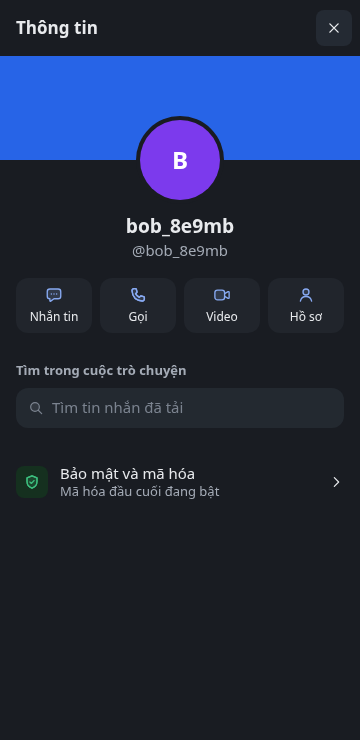 Thông tin
B
bob_8e9mb
@bob_8e9mb
Nhắn tin
Gọi
Video
Hồ sơ
Tìm trong cuộc trò chuyện
Tìm tin nhắn đã tải
Bảo mật và mã hóa
Mã hóa đầu cuối đang bật